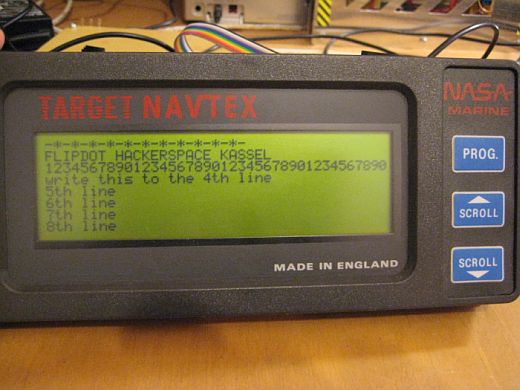 TARGET NAVTEX
NASA
MARINE
-*-*-*-*-*-*-*-*-*-*-
FLIPDOT HACKERSPACE KASSEL
1234567890123456789012345678901234567890
write this to the 4th line
5th line
6th line
7th line
8th line
PROG.
SCROLL
SCROLL
MADE IN ENGLAND